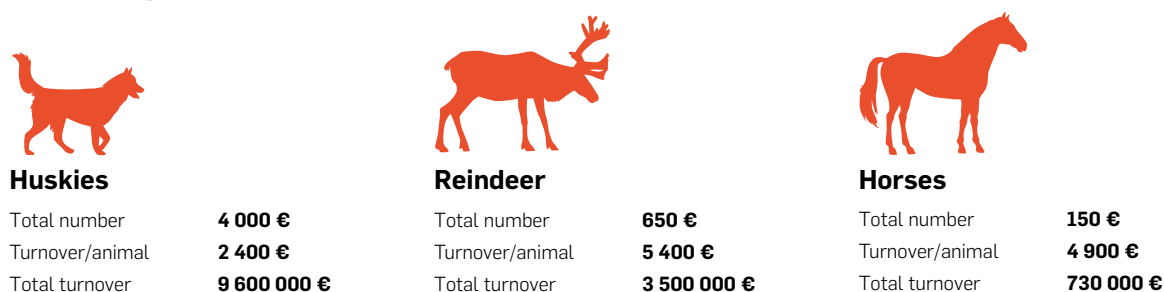 Huskies
Total number 4 000 €
Turnover/animal 2 400 €
Total turnover 9 600 000 €
Reindeer
Total number 650 €
Turnover/animal 5 400 €
Total turnover 3 500 000 €
Horses
Total number 150 €
Turnover/animal 4 900 €
Total turnover 730 000 €